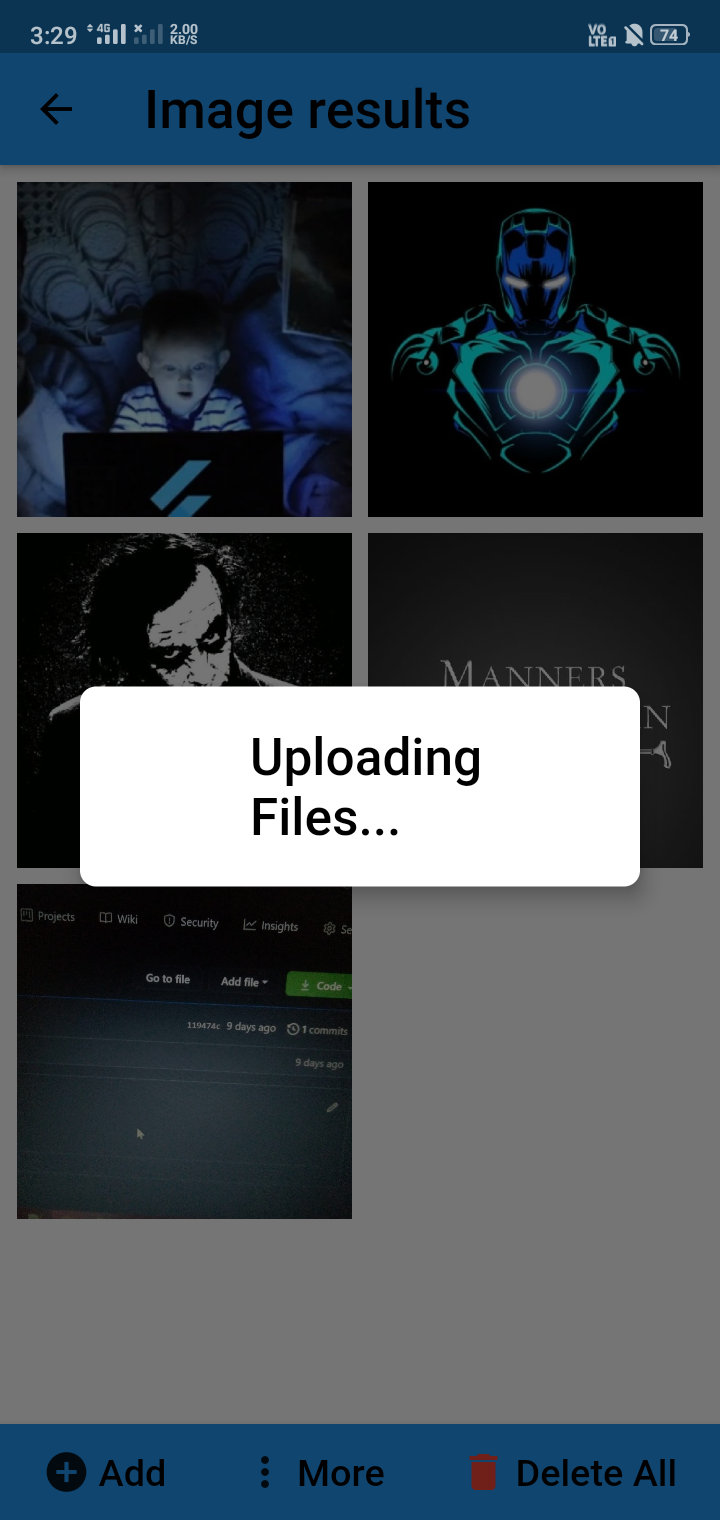 3:29 4G 2.00 KB/S VO LTE 74
Image results
MANNERS
N
Uploading
Files...
Projects Wiki Security Insights Se
Go to file Add file Code
119474c 9 days ago 1 commits
9 days ago
Add More Delete All